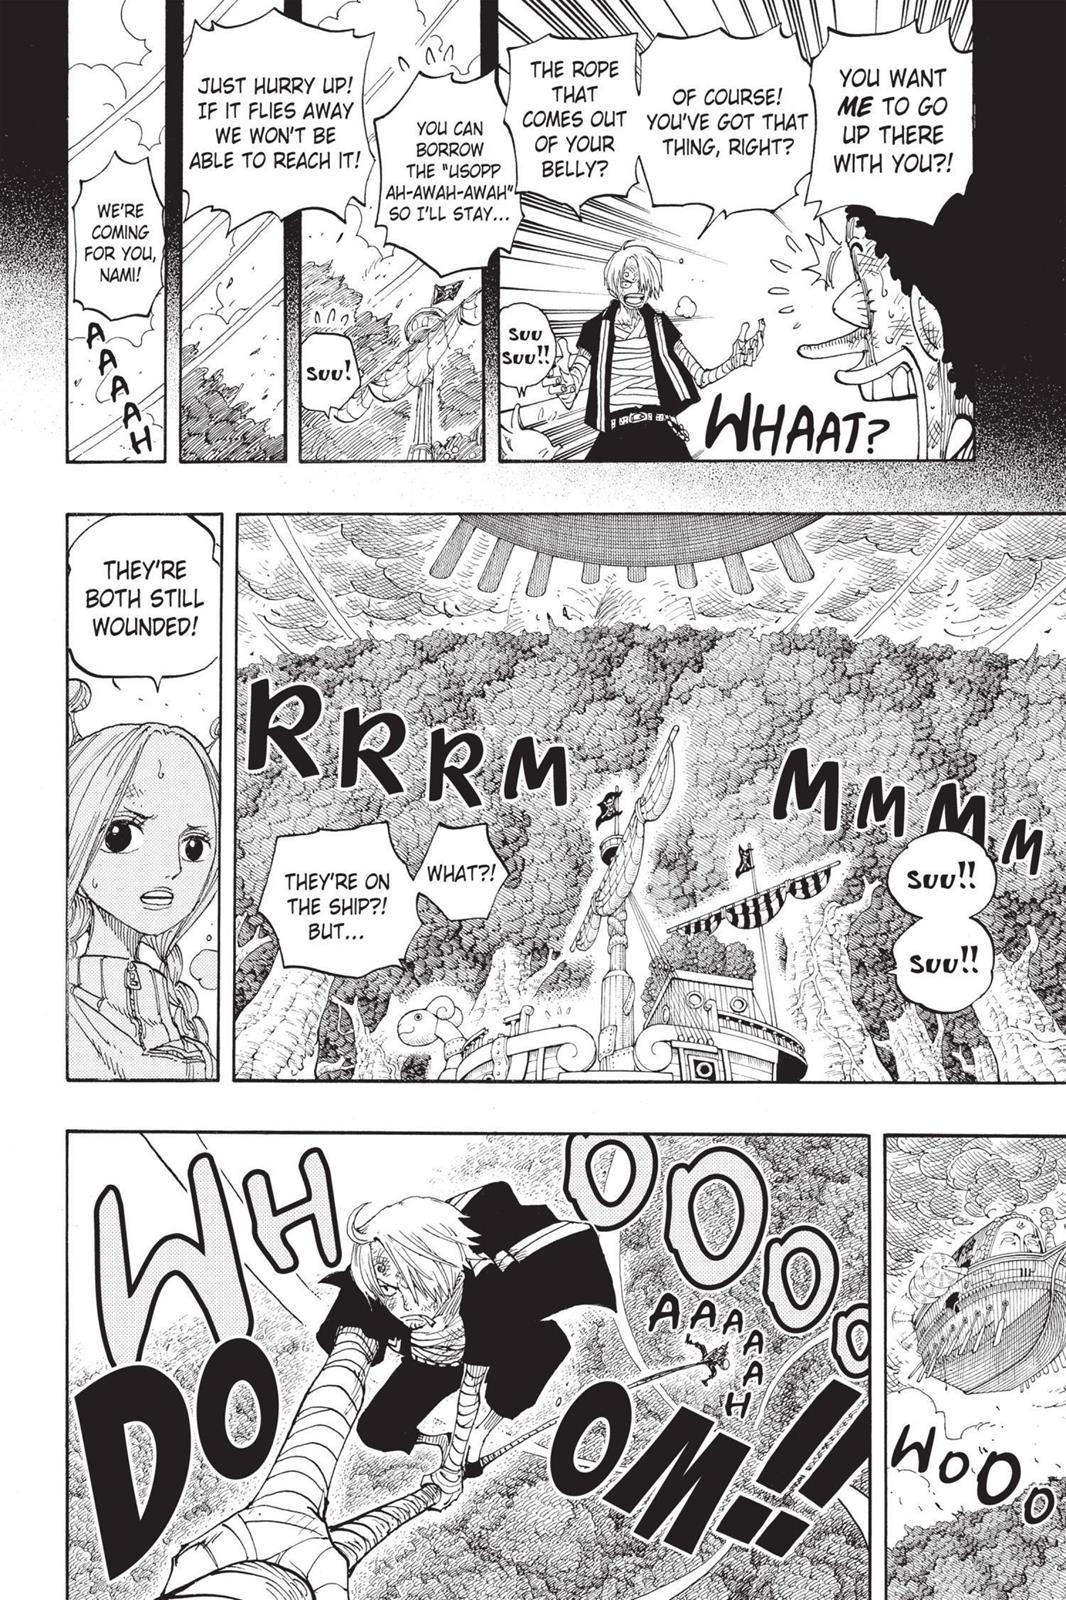 YOU WANT
ME TO GO
UP THERE
WITH YOU?!
OF COURSE!
YOU'VE GOT THAT
THING, RIGHT?
THE ROPE
THAT
COMES OUT
OF YOUR
BELLY?
WHAAT?
SUU
SUU!!
YOU CAN
BORROW
THE "USOPP
AH-AWAH-AWAH"
SO I'LL STAY...
SUU!
JUST HURRY UP!
IF IT FLIES AWAY
WE WON'T BE
ABLE TO REACH IT!
WE'RE
COMING
FOR YOU,
NAMI!
AAAAH
RRRM
MMMM
SUU!!
SUU!!
WHAT?!
THEY'RE ON
THE SHIP?!
BUT...
THEY'RE
BOTH STILL
WOUNDED!
WOOO
WHOOOOO
AAAAAAH
DOOM!!